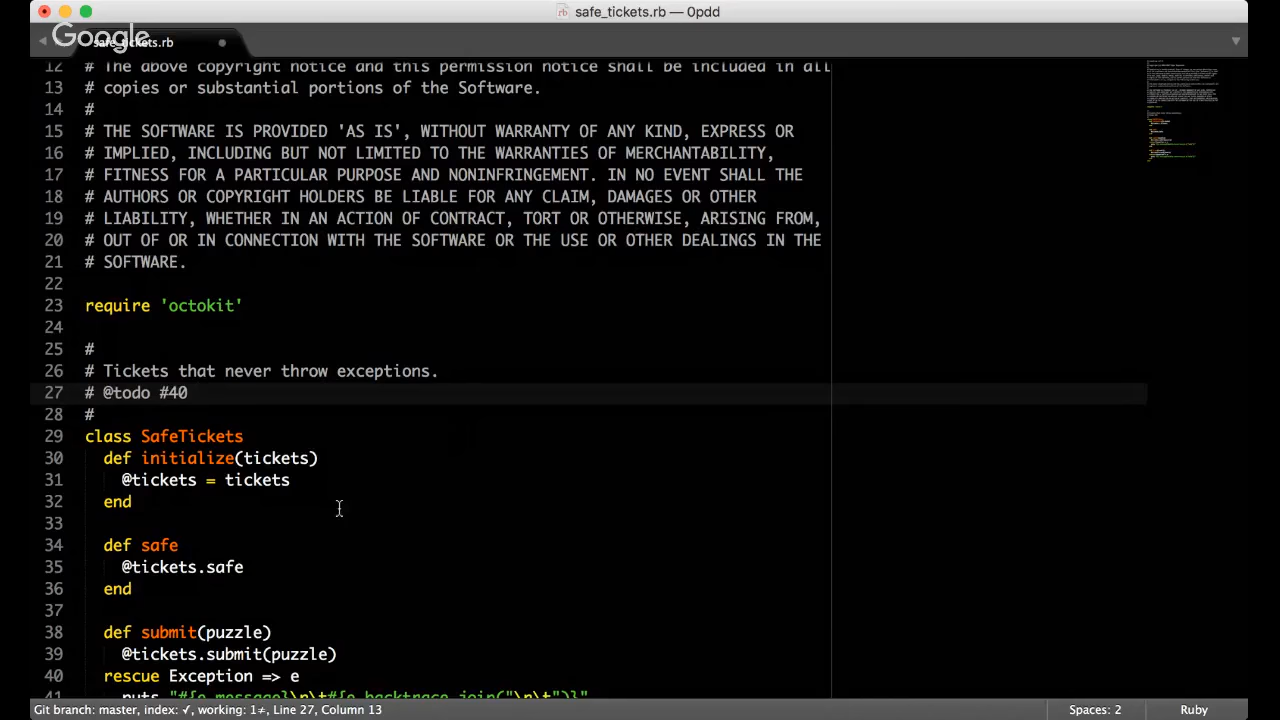 safe_tickets.rb — 0pdd
Google
safe_tickets.rb
12 # The above copyright notice and this permission notice shall be included in all
13 # copies or substantial portions of the Software.
14 #
15 # THE SOFTWARE IS PROVIDED 'AS IS', WITHOUT WARRANTY OF ANY KIND, EXPRESS OR
16 # IMPLIED, INCLUDING BUT NOT LIMITED TO THE WARRANTIES OF MERCHANTABILITY,
17 # FITNESS FOR A PARTICULAR PURPOSE AND NONINFRINGEMENT. IN NO EVENT SHALL THE
18 # AUTHORS OR COPYRIGHT HOLDERS BE LIABLE FOR ANY CLAIM, DAMAGES OR OTHER
19 # LIABILITY, WHETHER IN AN ACTION OF CONTRACT, TORT OR OTHERWISE, ARISING FROM,
20 # OUT OF OR IN CONNECTION WITH THE SOFTWARE OR THE USE OR OTHER DEALINGS IN THE
21 # SOFTWARE.
22
23 require 'octokit'
24
25 #
26 # Tickets that never throw exceptions.
27 # @todo #40
28 #
29 class SafeTickets
30 def initialize(tickets)
31 @tickets = tickets
32 end
33
34 def safe
35 @tickets.safe
36 end
37
38 def submit(puzzle)
39 @tickets.submit(puzzle)
40 rescue Exception => e
41 puts "#{e.message}\n\t#{e.backtrace.join("\n\t")}"
Git branch: master, index: ✓, working: 1≠, Line 27, Column 13
Spaces: 2
Ruby